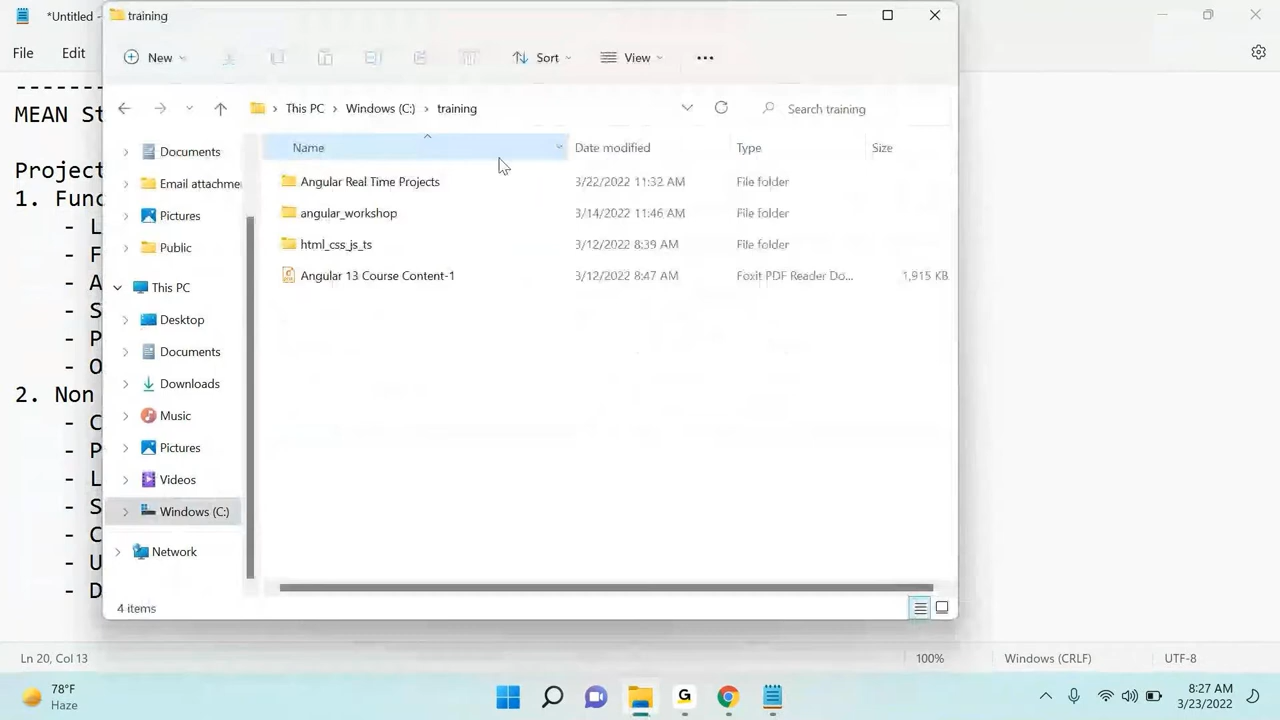 *Untitled -
training
File
Edit
New
Sort
View
This PC
Windows (C:)
training
Search training
Name
Date modified
Type
Size
Documents
Email attachme
Pictures
Public
This PC
Desktop
Documents
Downloads
Music
Pictures
Videos
Windows (C:)
Network
Angular Real Time Projects 3/22/2022 11:32 AM File folder
angular_workshop 3/14/2022 11:46 AM File folder
html_css_js_ts 3/12/2022 8:39 AM File folder
Angular 13 Course Content-1 3/12/2022 8:47 AM Foxit PDF Reader Do... 1,915 KB
4 items
--------
MEAN St
Project
1. Func
- L
- F
- A
- S
- P
- O
2. Non
- C
- P
- L
- S
- C
- U
- D
Ln 20, Col 13
100%
Windows (CRLF)
UTF-8
78°F
Haze
G
8:27 AM
3/23/2022